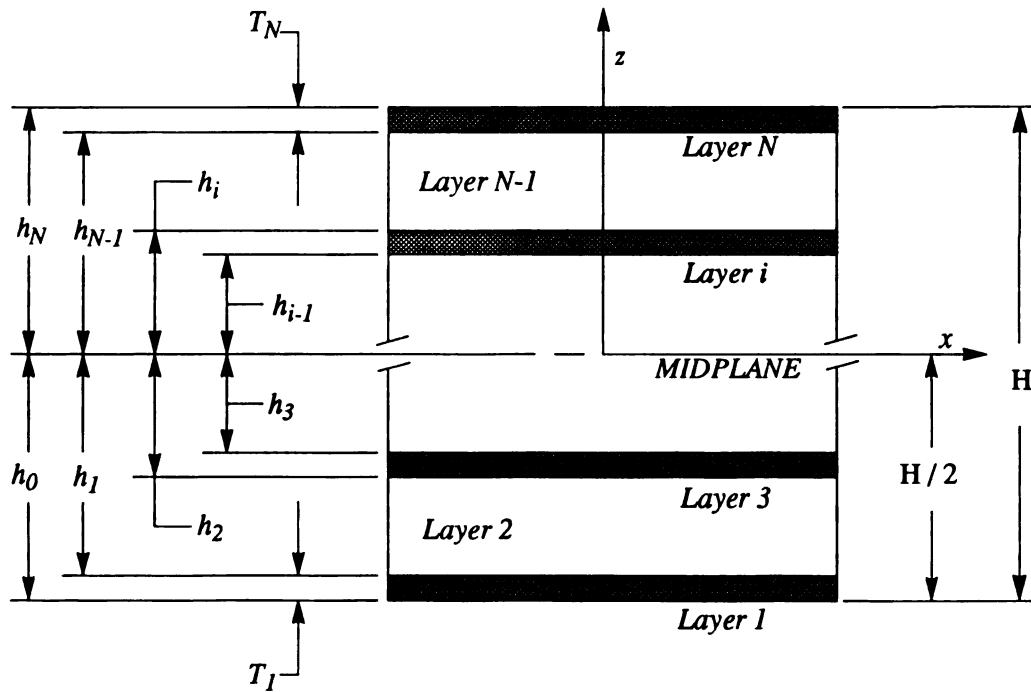 T_N
z
Layer N
Layer N-1
h_i
h_N
h_{N-1}
Layer i
h_{i-1}
x
MIDPLANE
H
h_3
h_0
h_1
H / 2
Layer 3
h_2
Layer 2
Layer 1
T_1